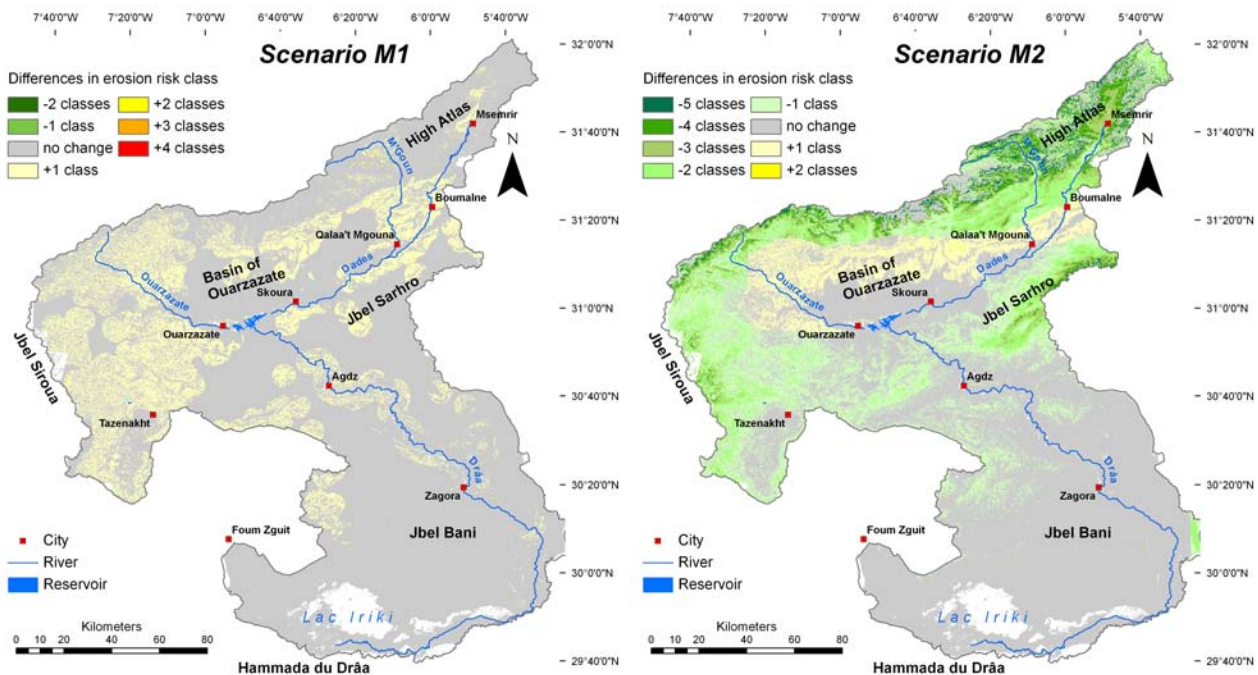 7°40'0"W 7°20'0"W 7°0'0"W 6°40'0"W 6°20'0"W 6°0'0"W 5°40'0"W
Scenario M1
Differences in erosion risk class
-2 classes
-1 class
no change
+1 class
+2 classes
+3 classes
+4 classes
High Atlas
Msemrir
M'Goun
N
Boumalne
Qalaa't Mgouna
Dades
Basin of
Ouarzazate
Skoura
Jbel Sarhro
Ouarzazate
Ouarzazate
Jbel Siroua
Agdz
Tazenakht
Drâa
Zagora
Foum Zguit
Jbel Bani
City
River
Reservoir
Lac Iriki
Kilometers
0 10 20 40 60 80
Hammada du Drâa
32°0'0"N
31°40'0"N
31°20'0"N
31°0'0"N
30°40'0"N
30°20'0"N
30°0'0"N
29°40'0"N
7°40'0"W 7°20'0"W 7°0'0"W 6°40'0"W 6°20'0"W 6°0'0"W 5°40'0"W
Scenario M2
Differences in erosion risk class
-5 classes
-4 classes
-3 classes
-2 classes
-1 class
no change
+1 class
+2 classes
High Atlas
Msemrir
M'Goun
N
Boumalne
Qalaa't Mgouna
Dades
Basin of
Ouarzazate
Skoura
Jbel Sarhro
Ouarzazate
Ouarzazate
Jbel Siroua
Agdz
Tazenakht
Drâa
Zagora
Foum Zguit
Jbel Bani
City
River
Reservoir
Lac Iriki
Kilometers
0 10 20 40 60 80
Hammada du Drâa
32°0'0"N
31°40'0"N
31°20'0"N
31°0'0"N
30°40'0"N
30°20'0"N
30°0'0"N
29°40'0"N